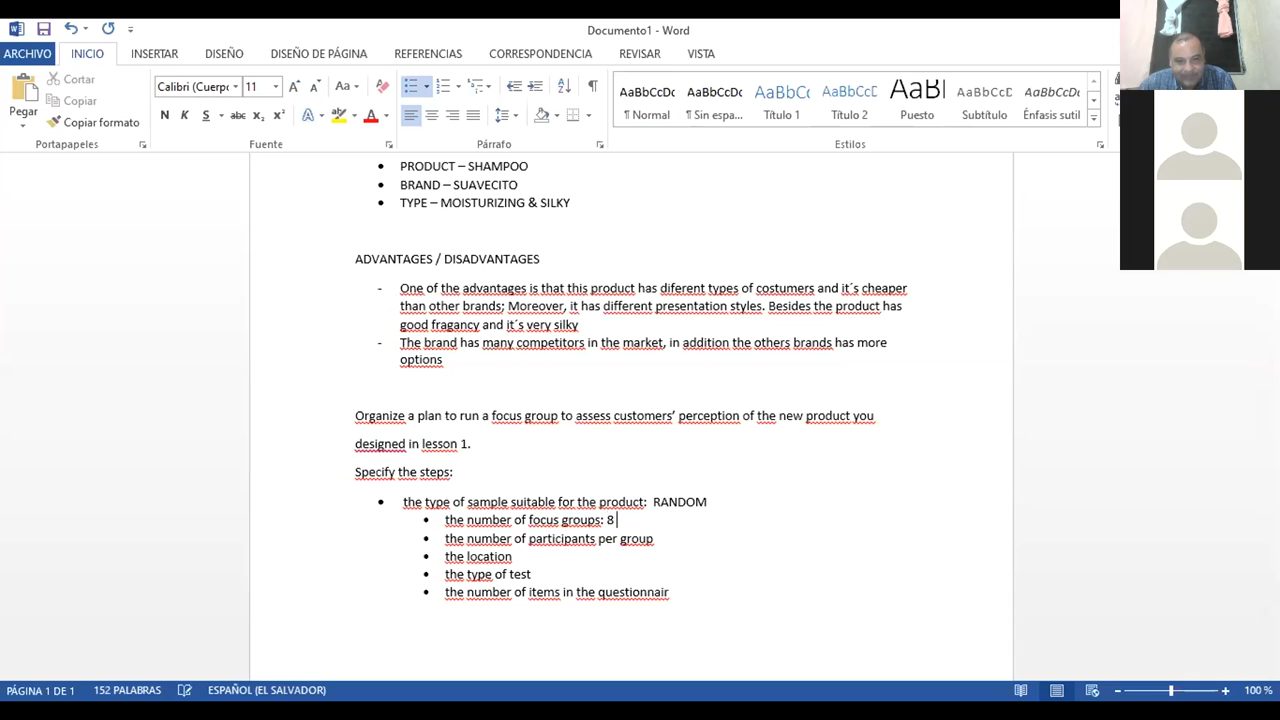 Documento1 - Word
ARCHIVO INICIO INSERTAR DISEÑO DISEÑO DE PÁGINA REFERENCIAS CORRESPONDENCIA REVISAR VISTA
Cortar
Copiar
Pegar Copiar formato
Calibri (Cuerpo 11
N K S abc x₂ x² A
AaBbCcDc AaBbCcDc AaBbCc AaBbCcD AaBl AaBbCcD AaBbCcDc
¶ Normal ¶ Sin espa... Título 1 Título 2 Puesto Subtítulo Énfasis sutil
Portapapeles Fuente Párrafo Estilos
• PRODUCT – SHAMPOO
• BRAND – SUAVECITO
• TYPE – MOISTURIZING & SILKY
ADVANTAGES / DISADVANTAGES
- One of the advantages is that this product has diferent types of costumers and it´s cheaper
than other brands; Moreover, it has different presentation styles. Besides the product has
good fragancy and it´s very silky
- The brand has many competitors in the market, in addition the others brands has more
options
Organize a plan to run a focus group to assess customers’ perception of the new product you
designed in lesson 1.
Specify the steps:
• the type of sample suitable for the product: RANDOM
• the number of focus groups: 8
• the number of participants per group
• the location
• the type of test
• the number of items in the questionnair
PÁGINA 1 DE 1 152 PALABRAS ESPAÑOL (EL SALVADOR) 100 %